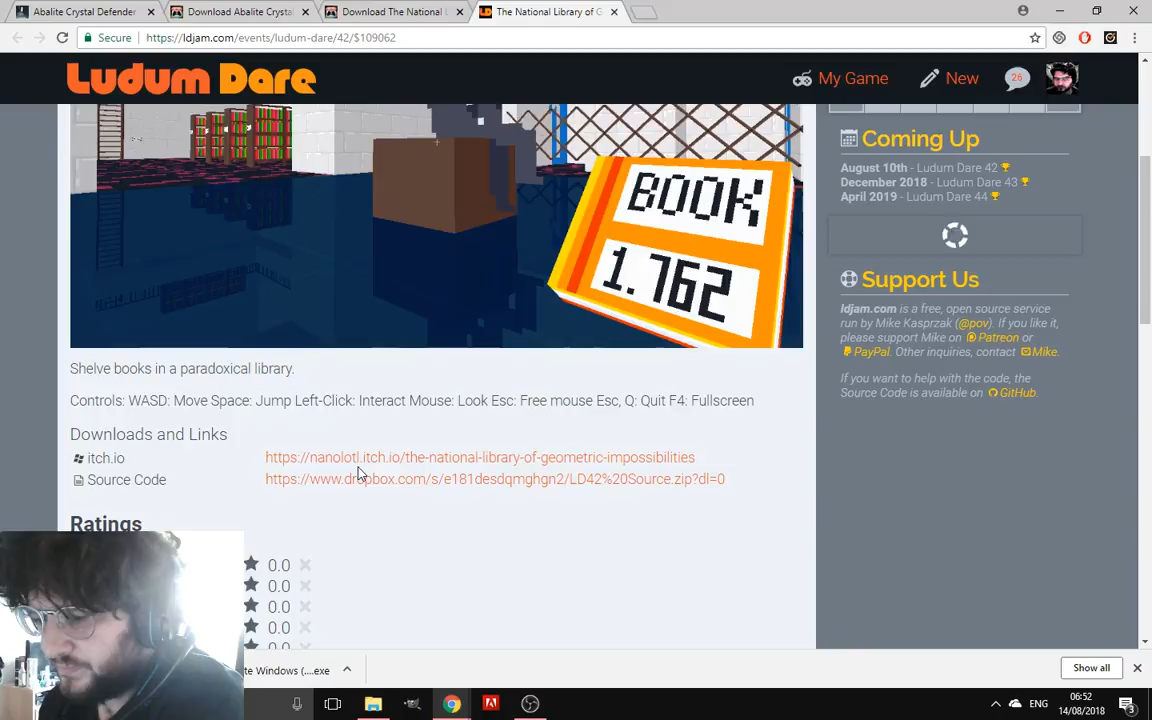 Abalite Crystal Defender
Download Abalite Crystal
Download The National L
The National Library of G
Secure
https://ldjam.com/events/ludum-dare/42/$109062
LUDUM DARE
My Game
New
26
BOOK
1.762
Coming Up
August 10th - Ludum Dare 42
December 2018 - Ludum Dare 43
April 2019 - Ludum Dare 44
Support Us
ldjam.com is a free, open source service
run by Mike Kasprzak (@pov). If you like it,
please support Mike on Patreon or
PayPal. Other inquiries, contact Mike.
If you want to help with the code, the
Source Code is available on GitHub.
Shelve books in a paradoxical library.
Controls: WASD: Move Space: Jump Left-Click: Interact Mouse: Look Esc: Free mouse Esc, Q: Quit F4: Fullscreen
Downloads and Links
itch.io
https://nanolotl.itch.io/the-national-library-of-geometric-impossibilities
Source Code
https://www.dropbox.com/s/e181desdqmghgn2/LD42%20Source.zip?dl=0
Ratings
0.0
0.0
0.0
0.0
te Windows (....exe
Show all
ENG
06:52
14/08/2018
3